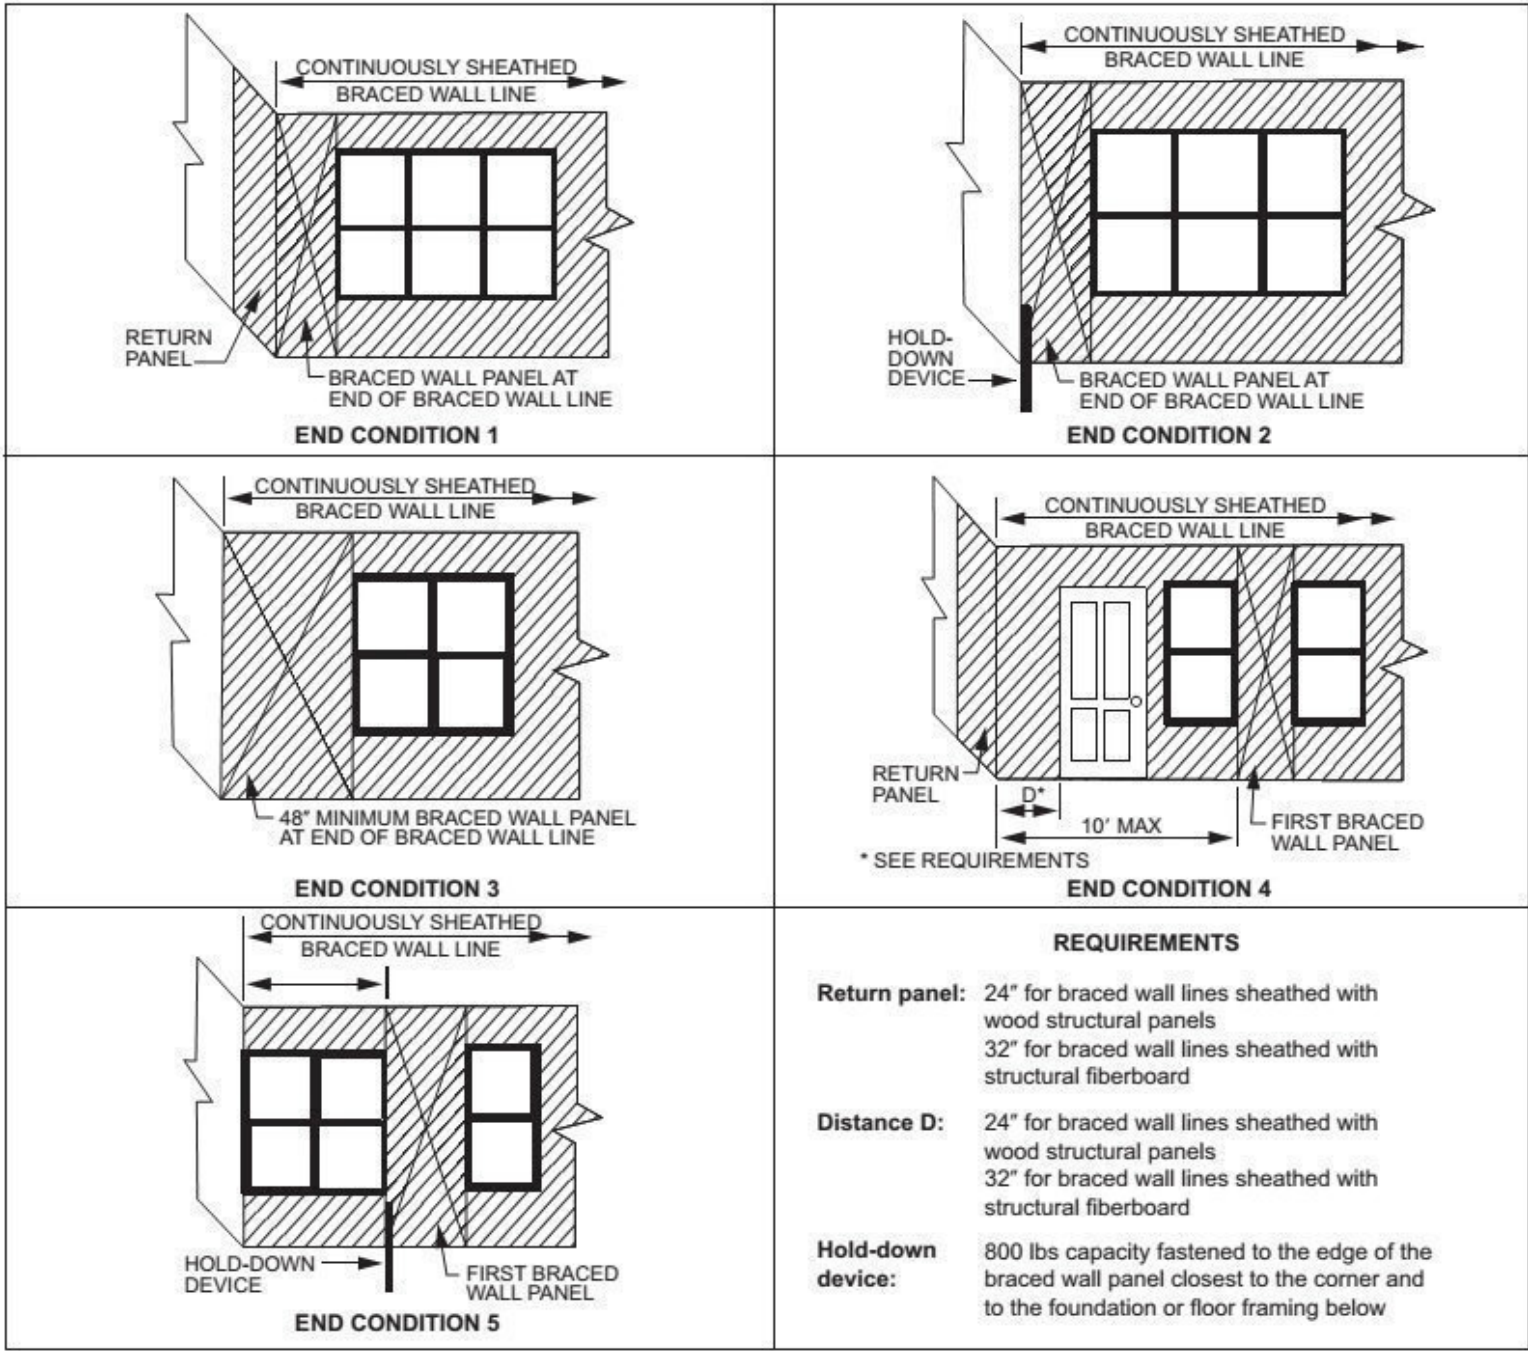 CONTINUOUSLY SHEATHED
BRACED WALL LINE
RETURN
PANEL
BRACED WALL PANEL AT
END OF BRACED WALL LINE
END CONDITION 1
CONTINUOUSLY SHEATHED
BRACED WALL LINE
HOLD-
DOWN
DEVICE
BRACED WALL PANEL AT
END OF BRACED WALL LINE
END CONDITION 2
CONTINUOUSLY SHEATHED
BRACED WALL LINE
48" MINIMUM BRACED WALL PANEL
AT END OF BRACED WALL LINE
END CONDITION 3
CONTINUOUSLY SHEATHED
BRACED WALL LINE
RETURN
PANEL
D*
10' MAX
FIRST BRACED
WALL PANEL
* SEE REQUIREMENTS
END CONDITION 4
CONTINUOUSLY SHEATHED
BRACED WALL LINE
HOLD-DOWN
DEVICE
FIRST BRACED
WALL PANEL
END CONDITION 5
REQUIREMENTS
Return panel: 24" for braced wall lines sheathed with
wood structural panels
32" for braced wall lines sheathed with
structural fiberboard
Distance D: 24" for braced wall lines sheathed with
wood structural panels
32" for braced wall lines sheathed with
structural fiberboard
Hold-down 800 lbs capacity fastened to the edge of the
device: braced wall panel closest to the corner and
to the foundation or floor framing below